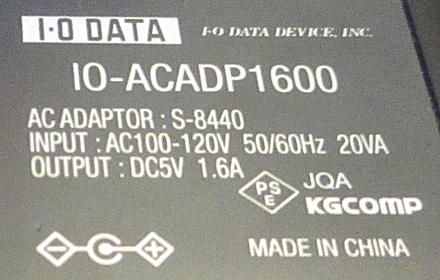 I-O DATA I-O DATA DEVICE, INC.
IO-ACADP1600
AC ADAPTOR : S-8440
INPUT : AC100-120V 50/60Hz 20VA
OUTPUT : DC5V 1.6A
PS E JQA
KGCOMP
MADE IN CHINA